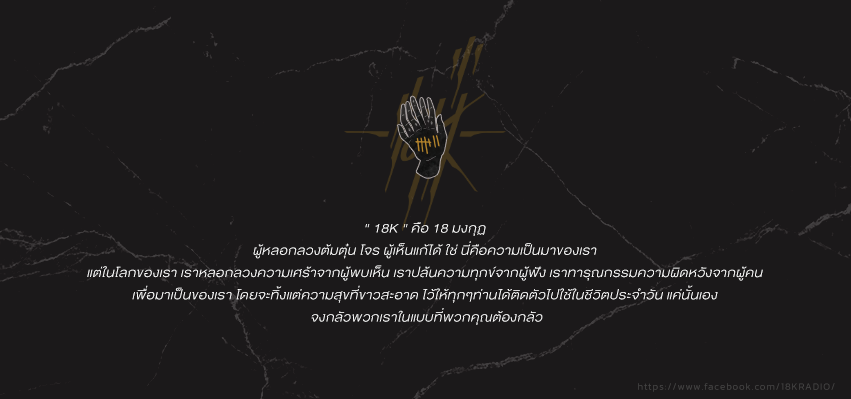 " 18K " คือ 18 มงกุฎ
ผู้หลอกลวงต้มตุ๋น โจร ผู้เห็นแก้ได้ ใช่ นี่คือความเป็นมาของเรา
แต่ในโลกของเรา เราหลอกลวงความเศร้าจากผู้พบเห็น เราปล้นความทุกข์จากผู้ฟัง เราทารุณกรรมความผิดหวังจากผู้คน
เพื่อมาเป็นของเรา โดยจะทิ้งแต่ความสุขที่ขาวสะอาด ไว้ให้ทุกๆท่านได้ติดตัวไปใช้ในชีวิตประจำวัน แค่นั้นเอง
จงกลัวพวกเราในแบบที่พวกคุณต้องกลัว
https://www.facebook.com/18KRADIO/